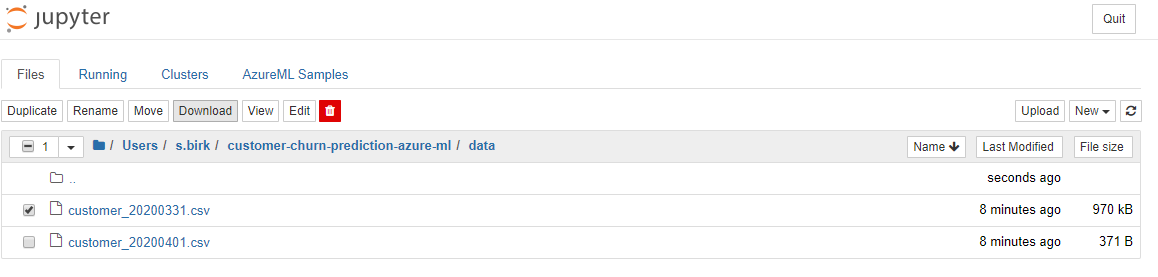 jupyter Quit
Files Running Clusters AzureML Samples
Duplicate Rename Move Download View Edit Upload New
1 / Users / s.birk / customer-churn-prediction-azure-ml / data Name Last Modified File size
.. seconds ago
customer_20200331.csv 8 minutes ago 970 kB
customer_20200401.csv 8 minutes ago 371 B